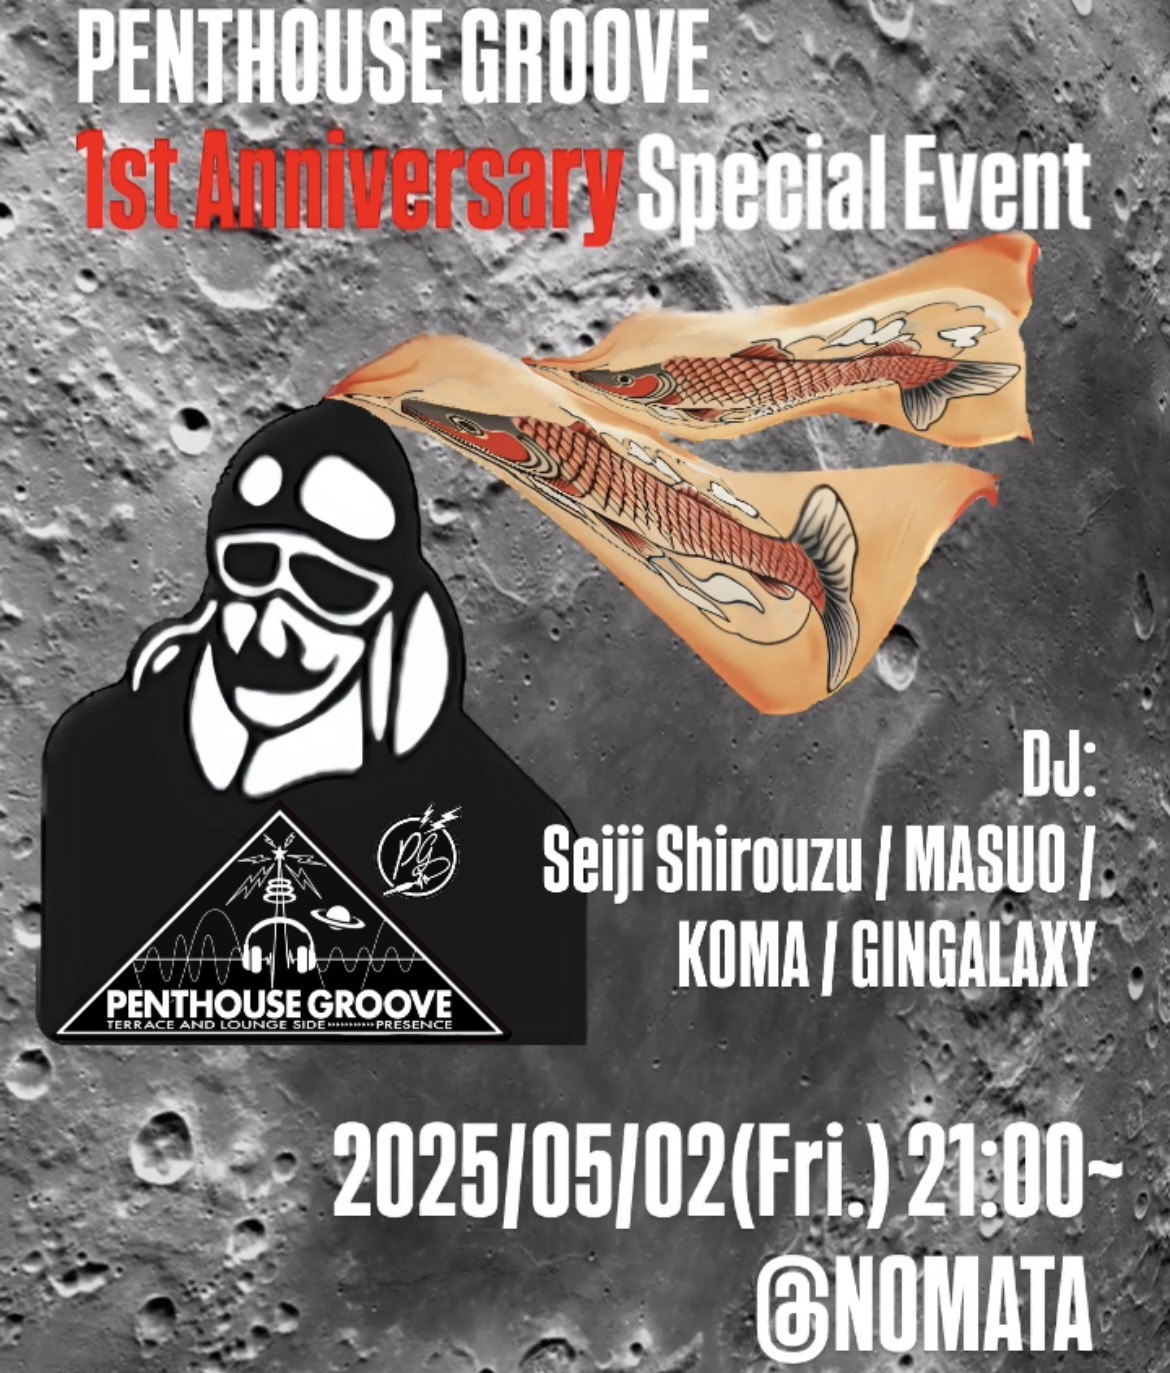 PENTHOUSE GROOVE
1st Anniversary Special Event
DJ:
Seiji Shirouzu / MASUO /
KOMA / GINGALAXY
PG
PENTHOUSE GROOVE
TERRACE AND LOUNGE SIDE »»»»»» PRESENCE
2025/05/02(Fri.) 21:00~
@NOMATA